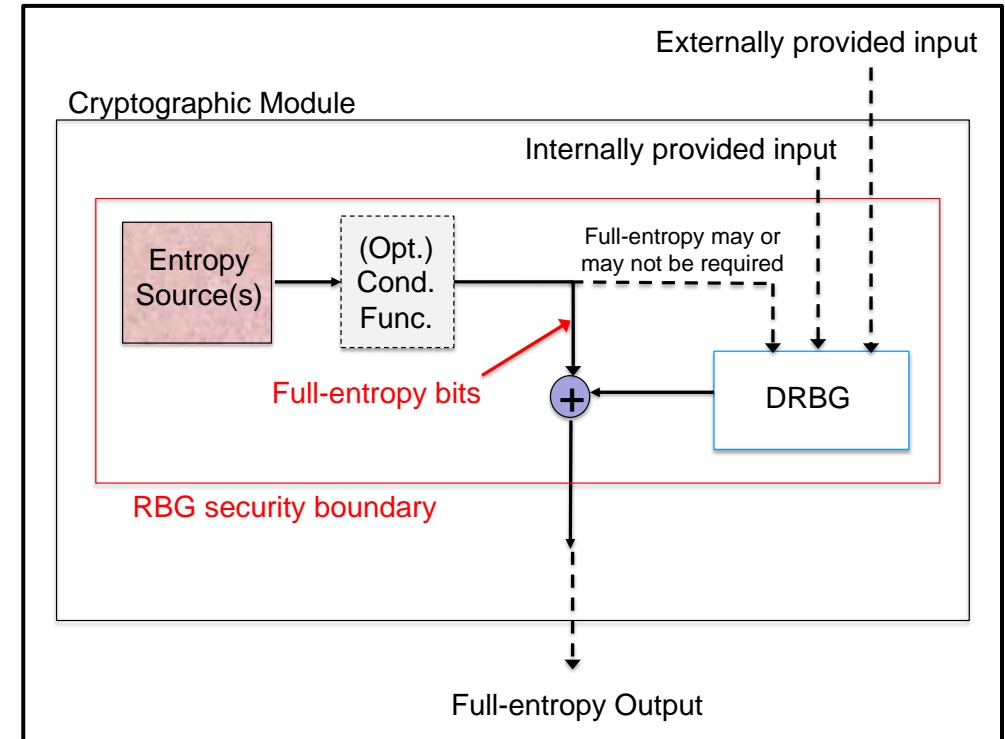 Externally provided input
Cryptographic Module
Internally provided input
Entropy
Source(s)
(Opt.)
Cond.
Func.
Full-entropy may or
may not be required
Full-entropy bits
+
DRBG
RBG security boundary
Full-entropy Output